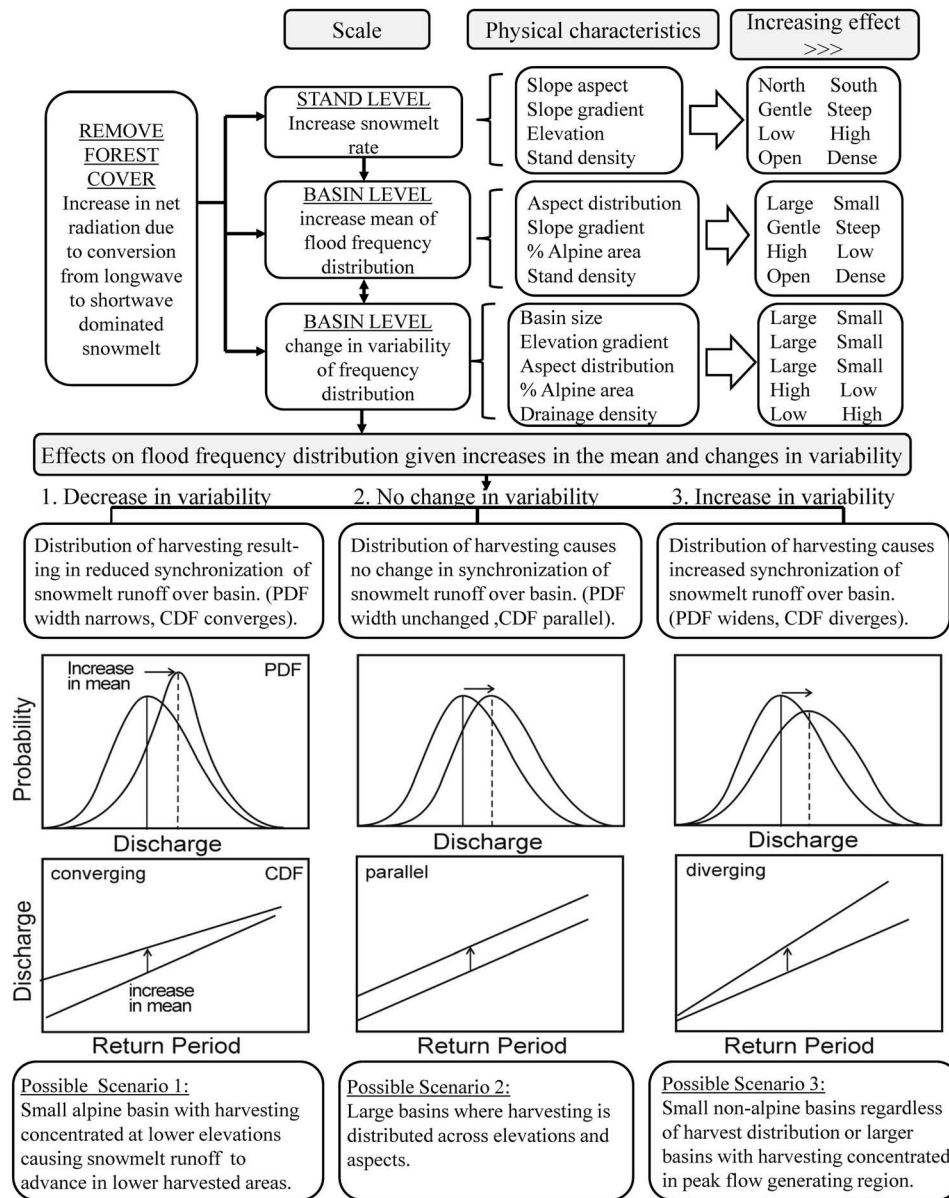 Scale
Physical characteristics
Increasing effect
>>>
REMOVE
FOREST
COVER
Increase in net
radiation due to
conversion
from longwave
to shortwave
dominated
snowmelt
STAND LEVEL
Increase snowmelt
rate
Slope aspect
Slope gradient
Elevation
Stand density
North South
Gentle Steep
Low High
Open Dense
BASIN LEVEL
increase mean of
flood frequency
distribution
Aspect distribution
Slope gradient
% Alpine area
Stand density
Large Small
Gentle Steep
High Low
Open Dense
BASIN LEVEL
change in variability
of frequency
distribution
Basin size
Elevation gradient
Aspect distribution
% Alpine area
Drainage density
Large Small
Large Small
Large Small
High Low
Low High
Effects on flood frequency distribution given increases in the mean and changes in variability
1. Decrease in variability
2. No change in variability
3. Increase in variability
Distribution of harvesting result-
ing in reduced synchronization of
snowmelt runoff over basin. (PDF
width narrows, CDF converges).
Distribution of harvesting causes
no change in synchronization of
snowmelt runoff over basin. (PDF
width unchanged ,CDF parallel).
Distribution of harvesting causes
increased synchronization of
snowmelt runoff over basin.
(PDF widens, CDF diverges).
Increase
in mean
PDF
Probability
Discharge
Discharge
Discharge
converging
CDF
increase
in mean
Discharge
Return Period
parallel
Return Period
diverging
Return Period
Possible Scenario 1:
Small alpine basin with harvesting
concentrated at lower elevations
causing snowmelt runoff to
advance in lower harvested areas.
Possible Scenario 2:
Large basins where harvesting is
distributed across elevations and
aspects.
Possible Scenario 3:
Small non-alpine basins regardless
of harvest distribution or larger
basins with harvesting concentrated
in peak flow generating region.